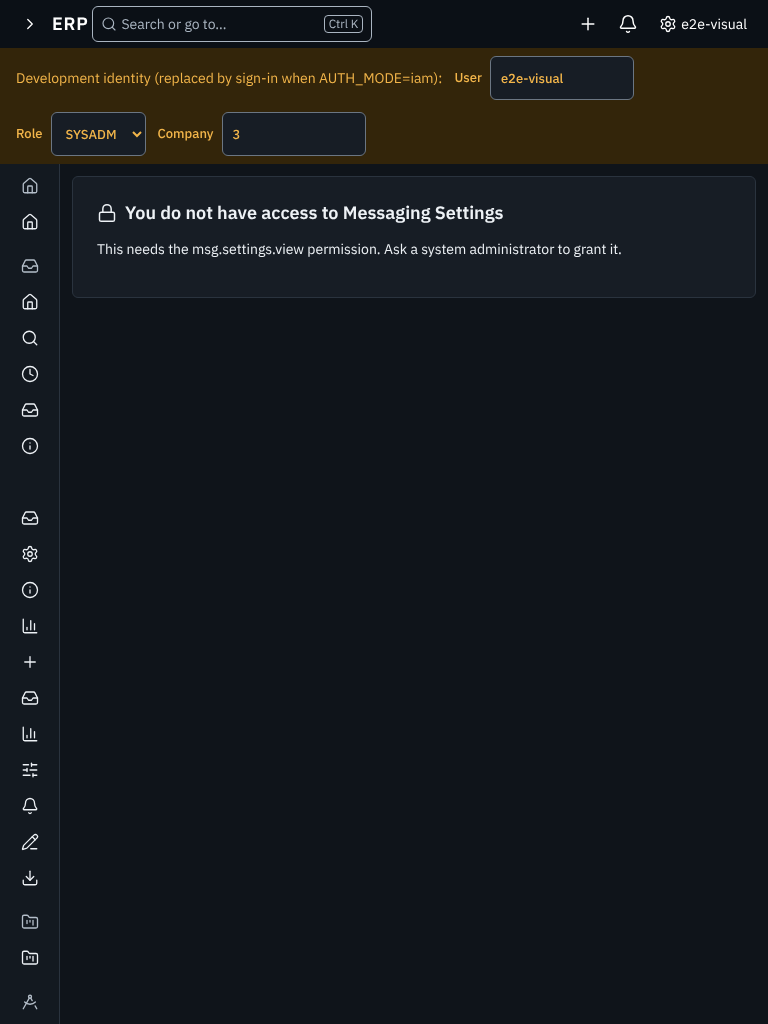 ERP Search or go to... Ctrl K e2e-visual
Development identity (replaced by sign-in when AUTH_MODE=iam): User e2e-visual
Role SYSADM Company 3
You do not have access to Messaging Settings
This needs the msg.settings.view permission. Ask a system administrator to grant it.